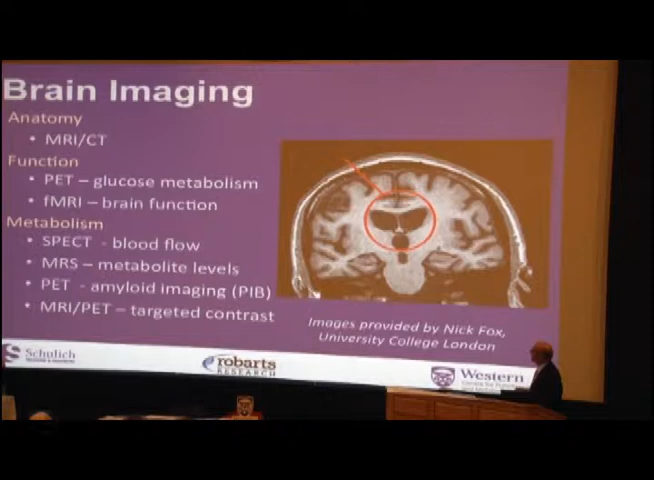 Brain Imaging
Anatomy
• MRI/CT
Function
• PET – glucose metabolism
• fMRI – brain function
Metabolism
• SPECT - blood flow
• MRS – metabolite levels
• PET - amyloid imaging (PIB)
• MRI/PET – targeted contrast
Images provided by Nick Fox,
University College London
Schulich
robarts
RESEARCH
Western